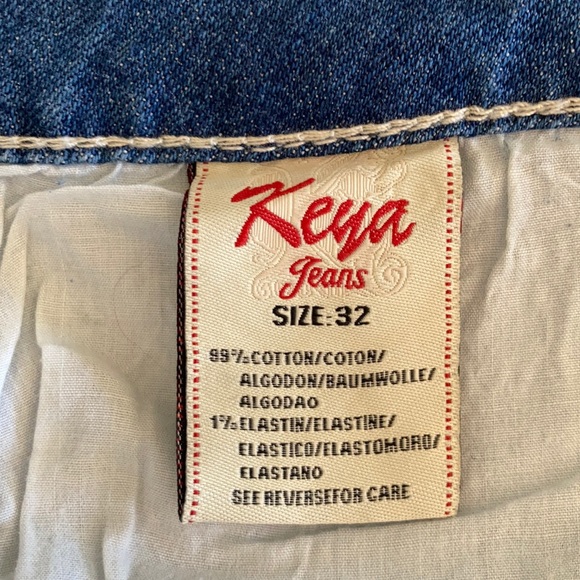 Keya
Jeans
SIZE:32
99%COTTON/COTON/
ALGODON/BAUMWOLLE/
ALGODAO
1%ELASTIN/ELASTINE/
ELASTICO/ELASTOMORO/
ELASTANO
SEE REVERSEFOR CARE